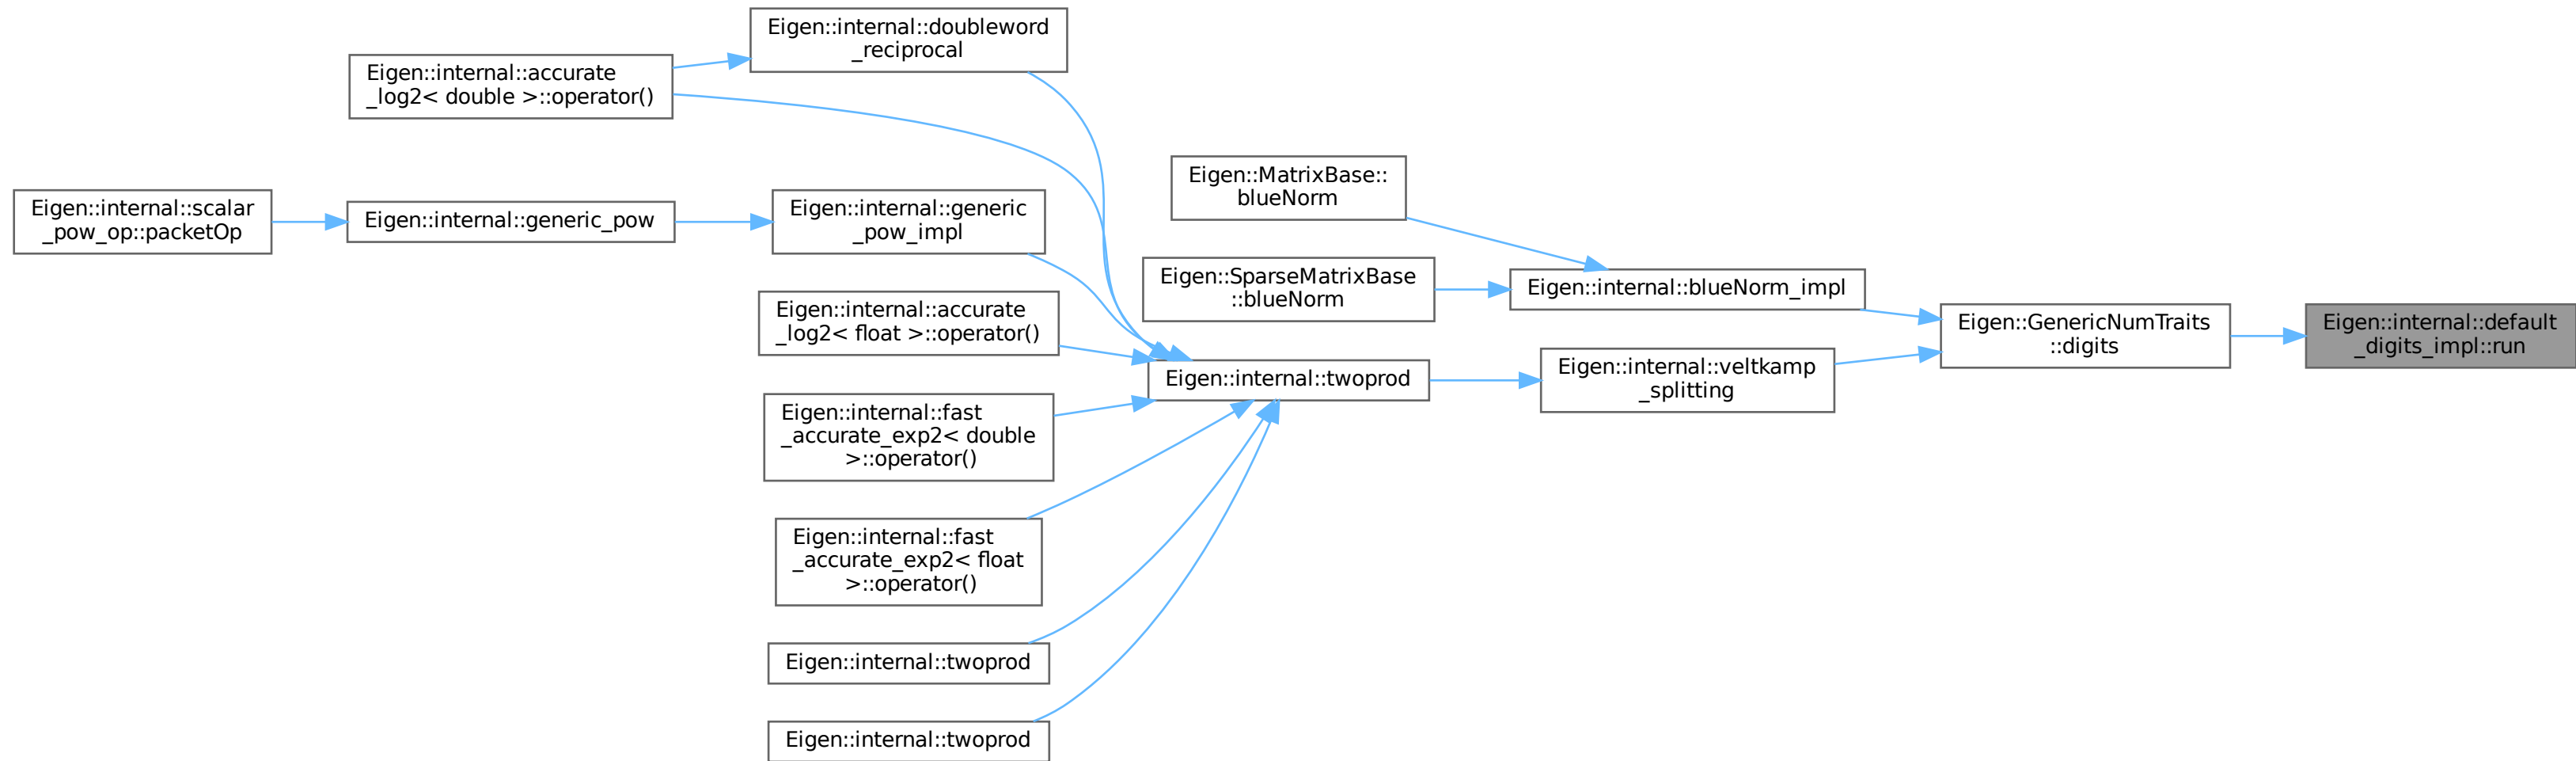 Eigen::internal::doubleword
_reciprocal
Eigen::internal::accurate
_log2< double >::operator()
Eigen::MatrixBase::
blueNorm
Eigen::internal::scalar
_pow_op::packetOp
Eigen::internal::generic_pow
Eigen::internal::generic
_pow_impl
Eigen::SparseMatrixBase
::blueNorm
Eigen::internal::blueNorm_impl
Eigen::internal::accurate
_log2< float >::operator()
Eigen::GenericNumTraits
::digits
Eigen::internal::default
_digits_impl::run
Eigen::internal::twoprod
Eigen::internal::veltkamp
_splitting
Eigen::internal::fast
_accurate_exp2< double
>::operator()
Eigen::internal::fast
_accurate_exp2< float
>::operator()
Eigen::internal::twoprod
Eigen::internal::twoprod